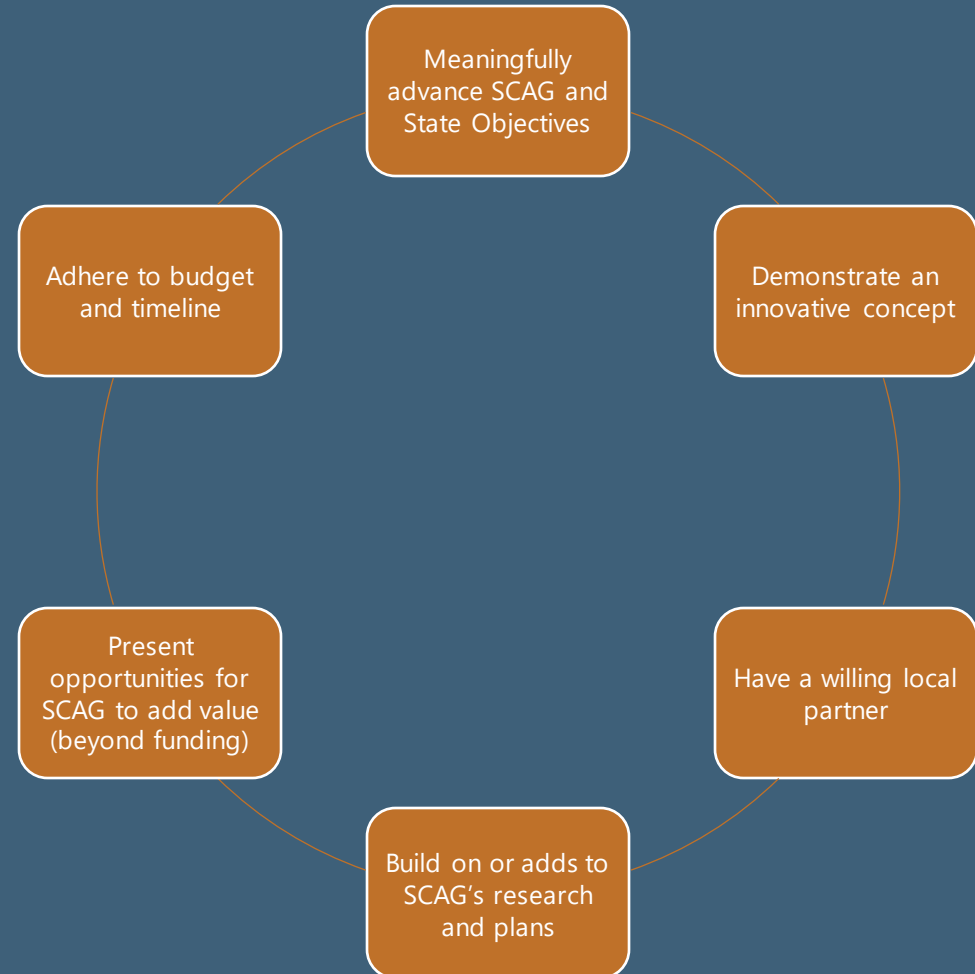 Meaningfully
advance SCAG and
State Objectives
Demonstrate an
innovative concept
Have a willing local
partner
Build on or adds to
SCAG’s research
and plans
Present
opportunities for
SCAG to add value
(beyond funding)
Adhere to budget
and timeline